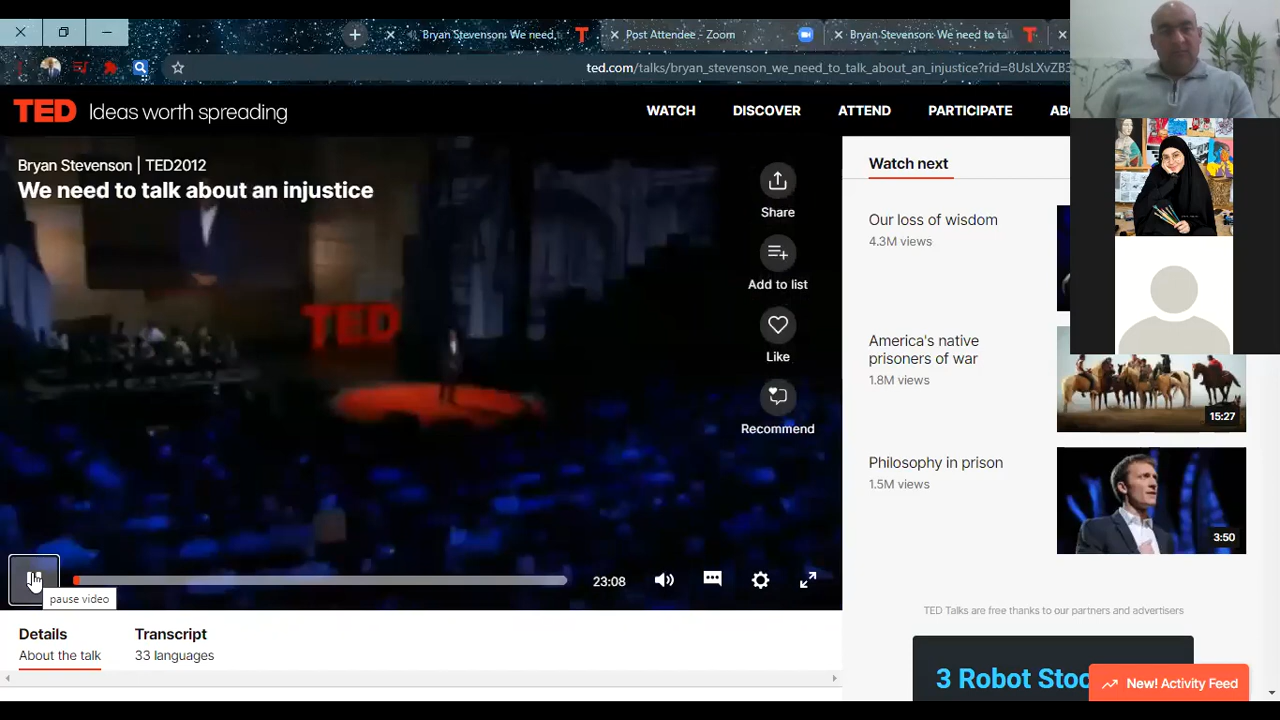 Bryan Stevenson: We need
Post Attendee - Zoom
Bryan Stevenson: We need to tal
ted.com/talks/bryan_stevenson_we_need_to_talk_about_an_injustice?rid=8UsLXvZB3
TED Ideas worth spreading
WATCH DISCOVER ATTEND PARTICIPATE AB
Bryan Stevenson | TED2012
We need to talk about an injustice
TED
Share
Add to list
Like
Recommend
23:08
pause video
Details
About the talk
Transcript
33 languages
Watch next
Our loss of wisdom
4.3M views
America's native
prisoners of war
1.8M views
15:27
Philosophy in prison
1.5M views
3:50
TED Talks are free thanks to our partners and advertisers
3 Robot Stoc
New! Activity Feed